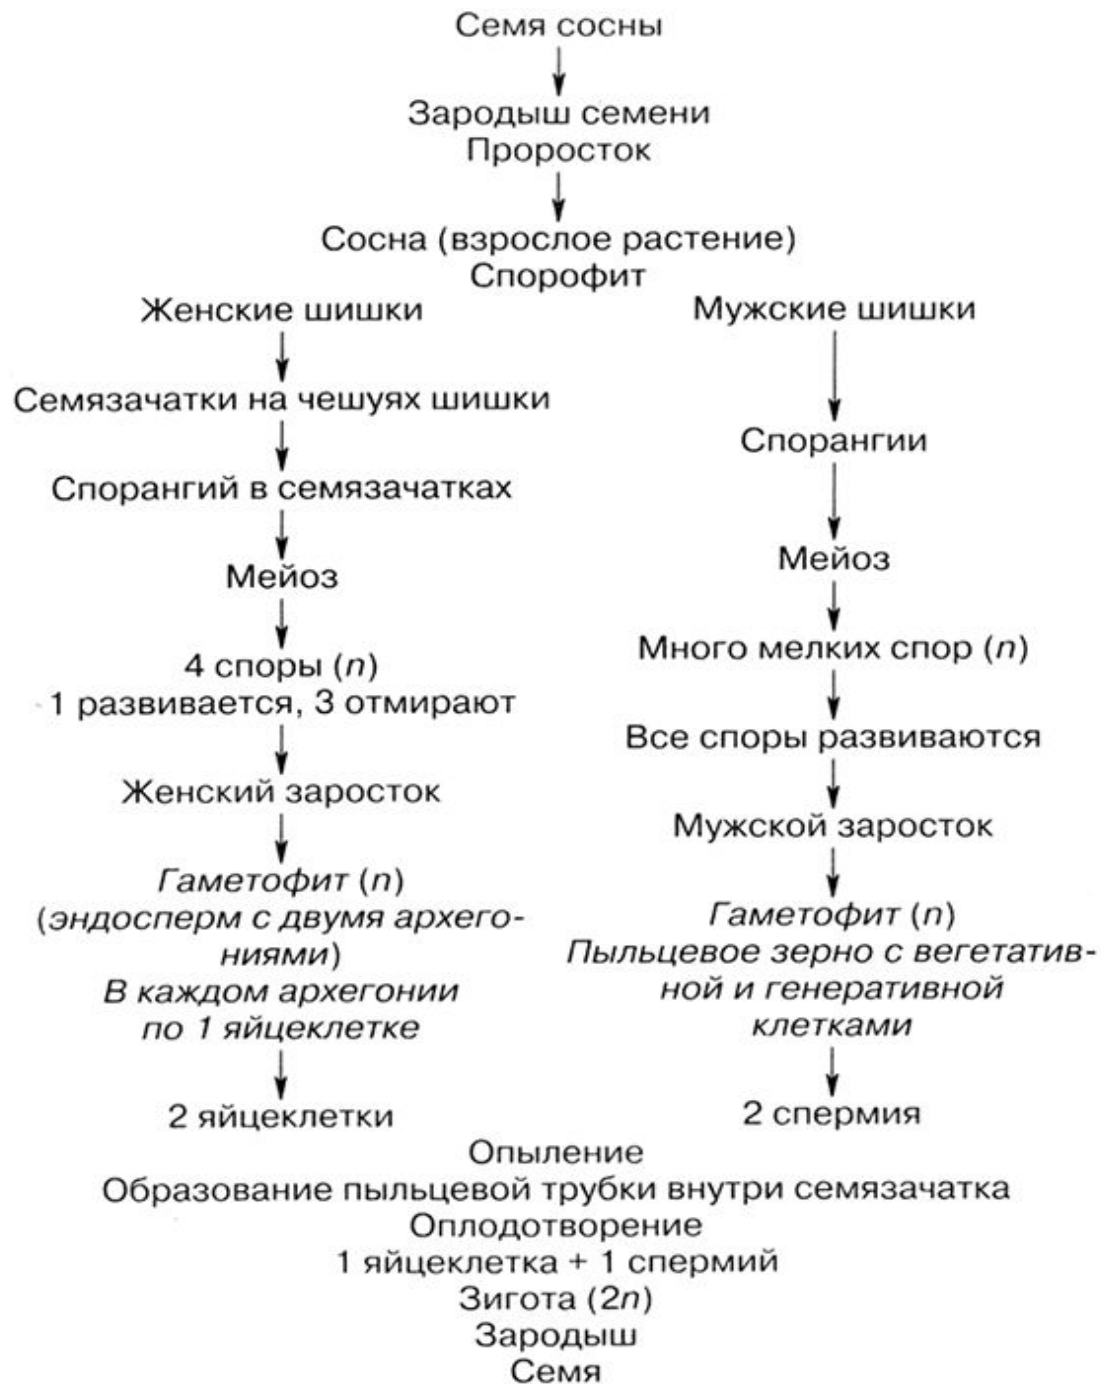 Семя сосны
Зародыш семени
Проросток
Сосна (взрослое растение)
Спорофит
Женские шишки
Семязачатки на чешуях шишки
Спорангий в семязачатках
Мейоз
4 споры (n)
1 развивается, 3 отмирают
Женский заросток
Гаметофит (n)
(эндосперм с двумя архего-
ниями)
В каждом архегонии
по 1 яйцеклетке
2 яйцеклетки
Мужские шишки
Спорангии
Мейоз
Много мелких спор (n)
Все споры развиваются
Мужской заросток
Гаметофит (n)
Пыльцевое зерно с вегетатив-
ной и генеративной
клетками
2 спермия
Опыление
Образование пыльцевой трубки внутри семязачатка
Оплодотворение
1 яйцеклетка + 1 спермий
Зигота (2n)
Зародыш
Семя